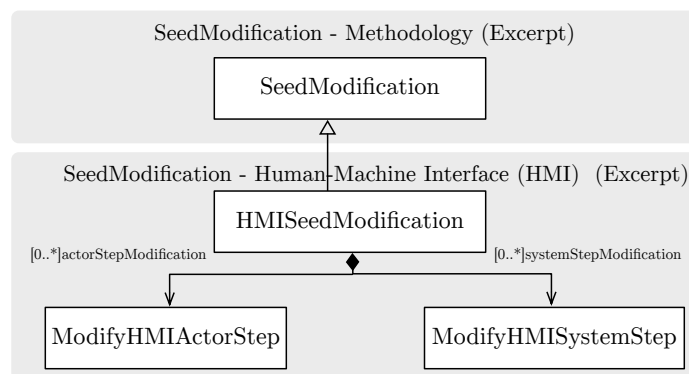 SeedModification - Methodology (Excerpt)
SeedModification
SeedModification - Human-Machine Interface (HMI) (Excerpt)
HMISeedModification
[0..*]actorStepModification
[0..*]systemStepModification
ModifyHMIActorStep
ModifyHMISystemStep